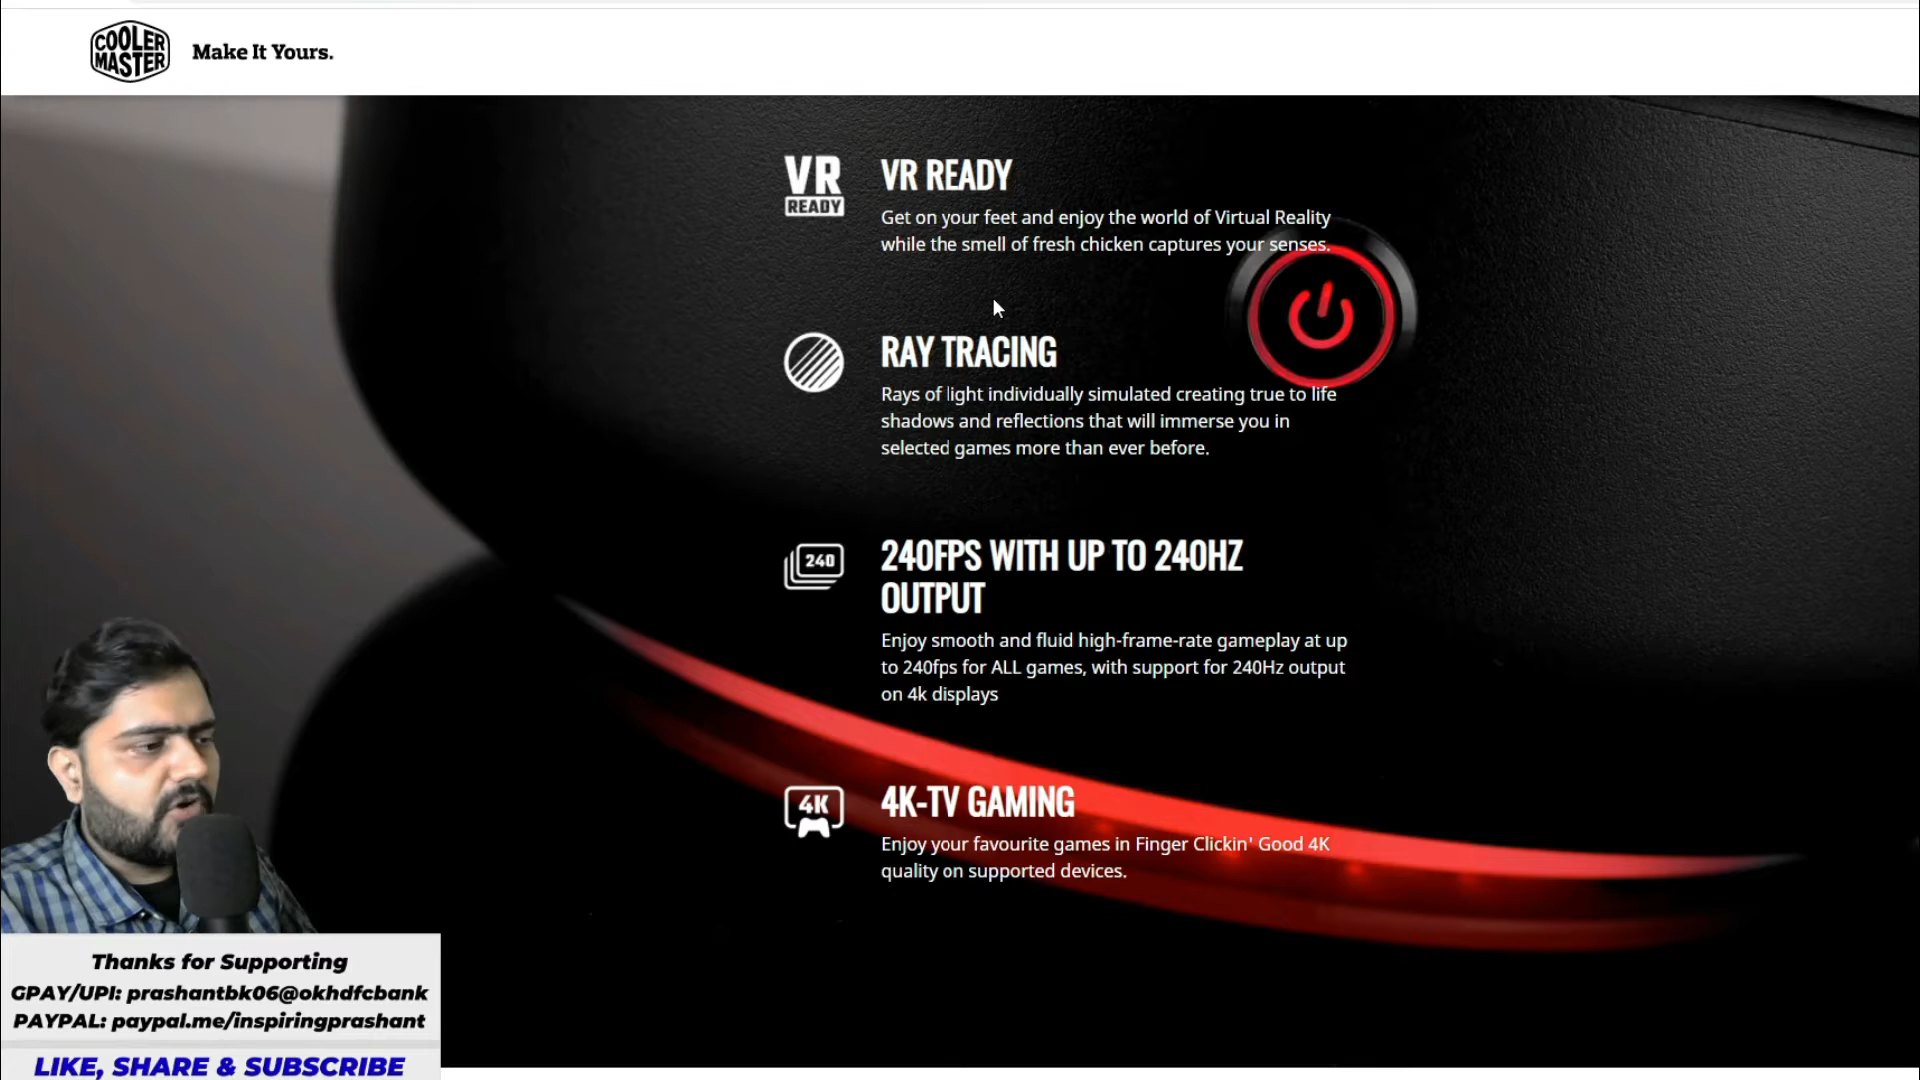 COOLER
MASTER
Make It Yours.
VR
READY
VR READY
Get on your feet and enjoy the world of Virtual Reality
while the smell of fresh chicken captures your senses.
RAY TRACING
Rays of light individually simulated creating true to life
shadows and reflections that will immerse you in
selected games more than ever before.
240
240FPS WITH UP TO 240HZ
OUTPUT
Enjoy smooth and fluid high-frame-rate gameplay at up
to 240fps for ALL games, with support for 240Hz output
on 4k displays
4K
4K-TV GAMING
Enjoy your favourite games in Finger Clickin' Good 4K
quality on supported devices.
Thanks for Supporting
GPAY/UPI: prashantbk06@okhdfcbank
PAYPAL: paypal.me/inspiringprashant
LIKE, SHARE & SUBSCRIBE